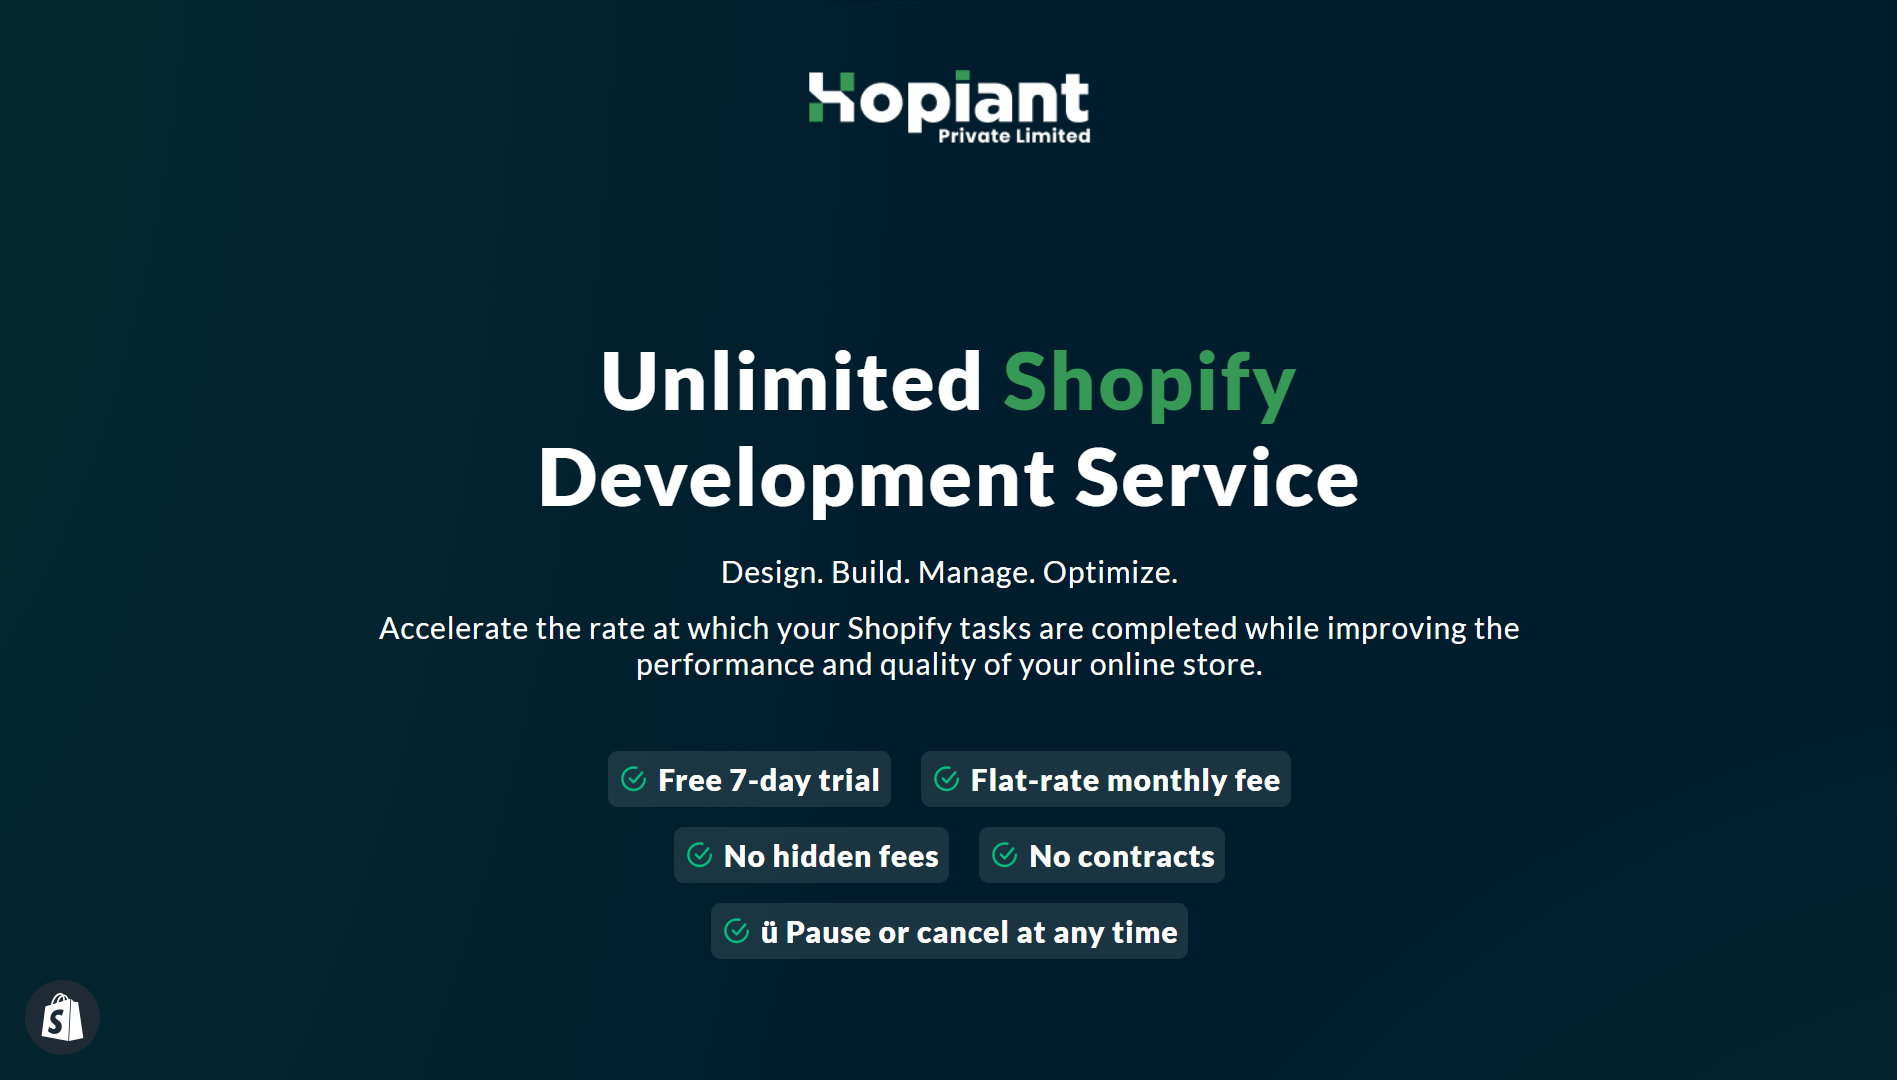 Hopiant
Private Limited
Unlimited Shopify
Development Service
Design. Build. Manage. Optimize.
Accelerate the rate at which your Shopify tasks are completed while improving the
performance and quality of your online store.
Free 7-day trial
Flat-rate monthly fee
No hidden fees
No contracts
ü Pause or cancel at any time
S